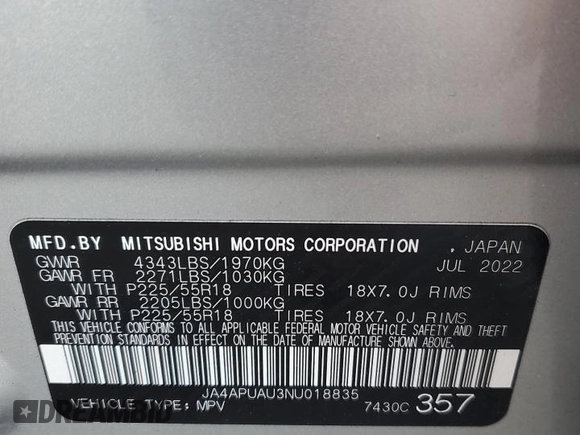 MFD.BY MITSUBISHI MOTORS CORPORATION , JAPAN
GVWR 4343LBS/1970KG JUL 2022
GAWR FR 2271LBS/1030KG
WITH P225/55R18 TIRES 18X7.0J RIMS
GAWR RR 2205LBS/1000KG
WITH P225/55R18 TIRES 18X7.0J RIMS
THIS VEHICLE CONFORMS TO ALL APPLICABLE FEDERAL MOTOR VEHICLE SAFETY AND THEFT
PREVENTION STANDARDS IN EFFECT ON THE DATE OF MANUFACTURE SHOWN ABOVE.
JA4APUAU3NU018835
VEHICLE TYPE: MPV 7430C 357
EPICVIN.COM